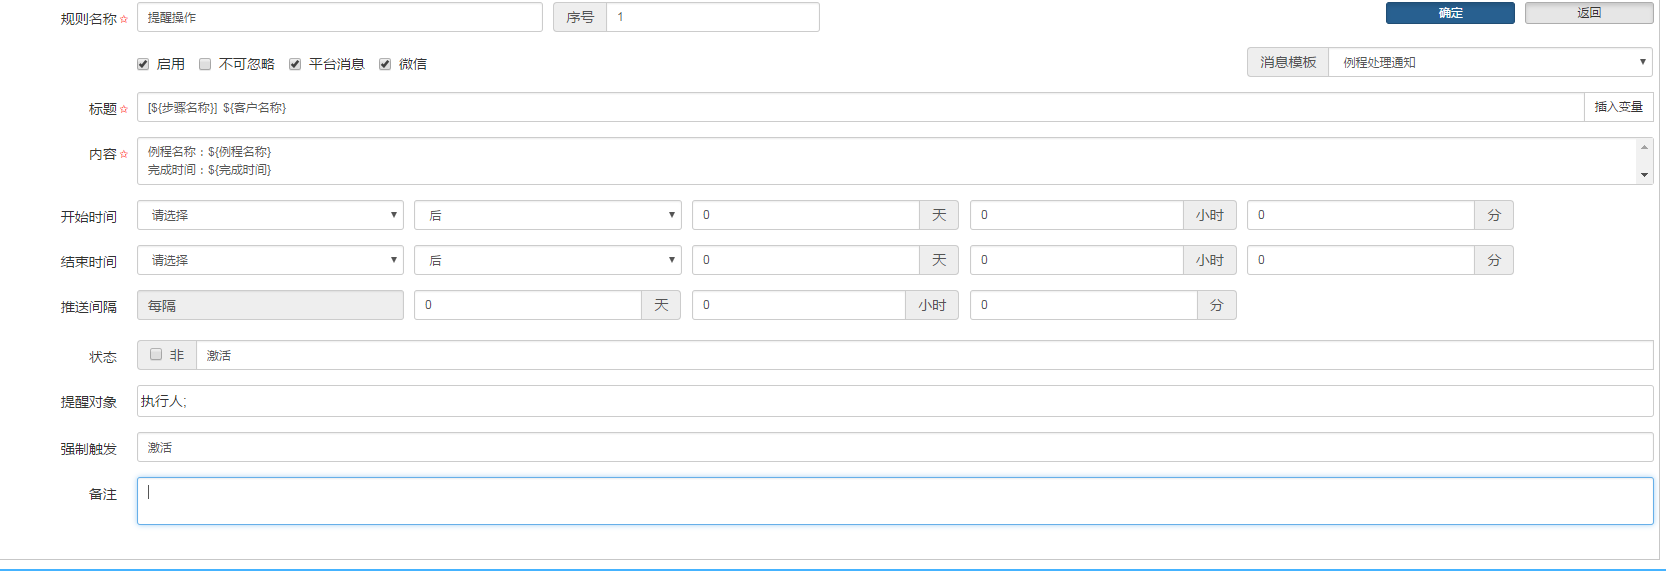 规则名称☆ 提醒操作 序号 1 确定 返回
启用 不可忽略 平台消息 微信 消息模板 例程处理通知
标题☆ [${步骤名称}] ${客户名称} 插入变量
内容☆ 例程名称：${例程名称}
完成时间：${完成时间}
开始时间 请选择 后 0 天 0 小时 0 分
结束时间 请选择 后 0 天 0 小时 0 分
推送间隔 每隔 0 天 0 小时 0 分
状态 非 激活
提醒对象 执行人;
强制触发 激活
备注